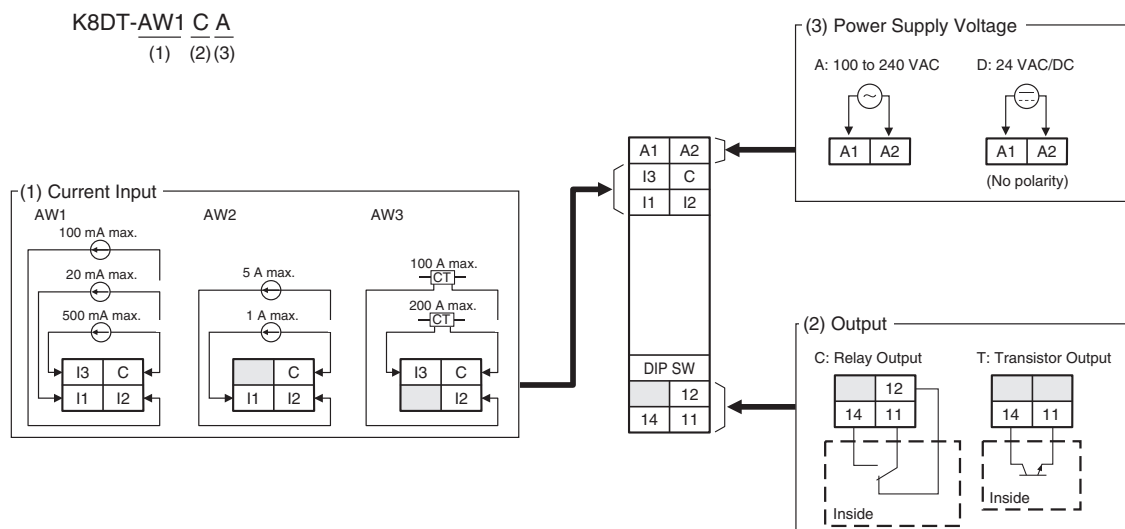 K8DT-AW1 C A
(1) (2) (3)
(3) Power Supply Voltage
A: 100 to 240 VAC
D: 24 VAC/DC
A1 A2
A1 A2
(No polarity)
A1 A2
I3 C
I1 I2
DIP SW
12
14 11
(1) Current Input
AW1
100 mA max.
20 mA max.
500 mA max.
I3 C
I1 I2
AW2
5 A max.
1 A max.
C
I1 I2
AW3
100 A max.
CT
200 A max.
CT
I3 C
I2
(2) Output
C: Relay Output
12
14 11
Inside
T: Transistor Output
14 11
Inside